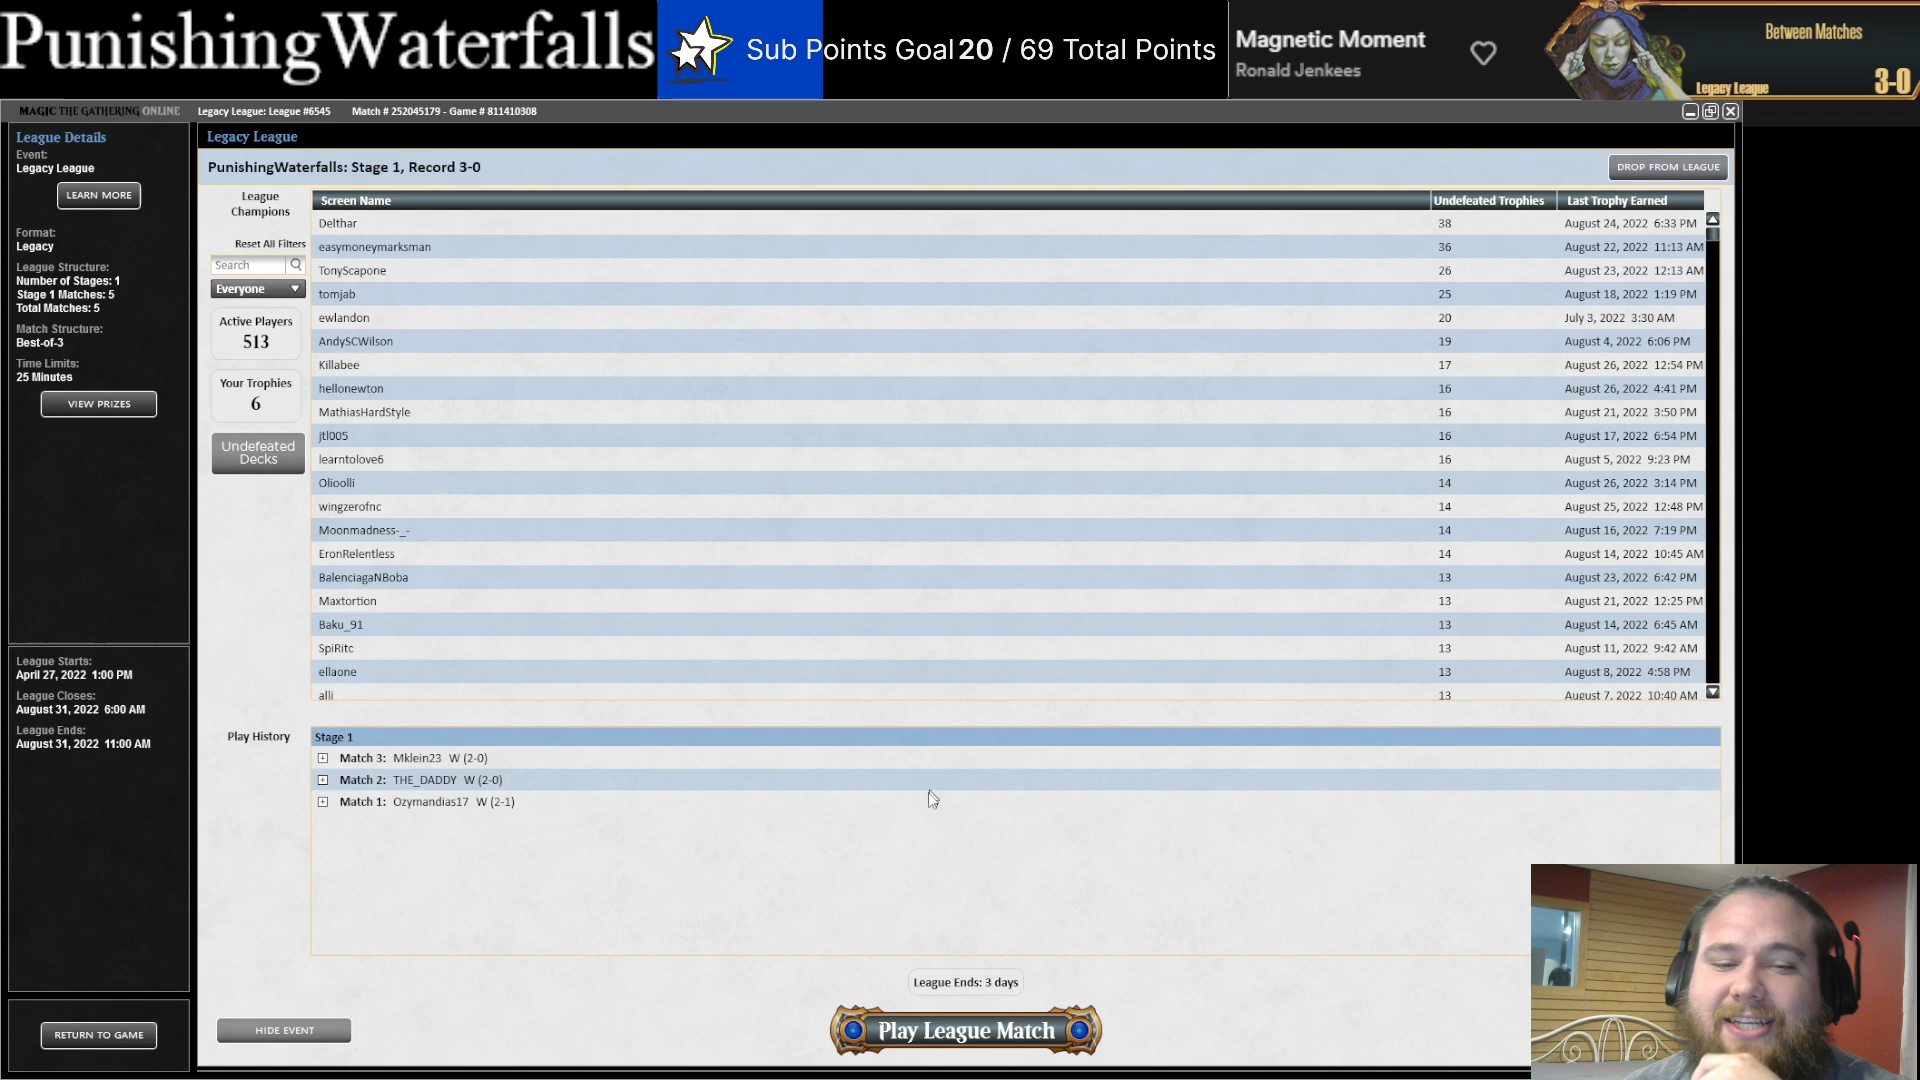 PunishingWaterfalls
Sub Points Goal 20 / 69 Total Points
Magnetic Moment
Ronald Jenkees
Between Matches
Legacy League
3-0
MAGIC THE GATHERING ONLINE
Legacy League: League #6545
Match # 252045179 - Game # 811410308
League Details
Event:
Legacy League
LEARN MORE
Format:
Legacy
League Structure:
Number of Stages: 1
Stage 1 Matches: 5
Total Matches: 5
Match Structure:
Best-of-3
Time Limits:
25 Minutes
VIEW PRIZES
League Starts:
April 27, 2022 1:00 PM
League Closes:
August 31, 2022 6:00 AM
League Ends:
August 31, 2022 11:00 AM
RETURN TO GAME
Legacy League
PunishingWaterfalls: Stage 1, Record 3-0
DROP FROM LEAGUE
League
Champions
Reset All Filters
Search
Everyone
Active Players
513
Your Trophies
6
Undefeated
Decks
Screen Name Undefeated Trophies Last Trophy Earned
Delthar 38 August 24, 2022 6:33 PM
easymoneymarksman 36 August 22, 2022 11:13 AM
TonyScapone 26 August 23, 2022 12:13 AM
tomjab 25 August 18, 2022 1:19 PM
ewlandon 20 July 3, 2022 3:30 AM
AndySCWilson 19 August 4, 2022 6:06 PM
Killabee 17 August 26, 2022 12:54 PM
hellonewton 16 August 26, 2022 4:41 PM
MathiasHardStyle 16 August 21, 2022 3:50 PM
jtl005 16 August 17, 2022 6:54 PM
learntolove6 16 August 5, 2022 9:23 PM
Olioolli 14 August 26, 2022 3:14 PM
wingzerofnc 14 August 25, 2022 12:48 PM
Moonmadness-_- 14 August 16, 2022 7:19 PM
EronRelentless 14 August 14, 2022 10:45 AM
BalenciagaNBoba 13 August 23, 2022 6:42 PM
Maxtortion 13 August 21, 2022 12:25 PM
Baku_91 13 August 14, 2022 6:45 AM
SpiRitc 13 August 11, 2022 9:42 AM
ellaone 13 August 8, 2022 4:58 PM
alli 13 August 7, 2022 10:40 AM
Play History
Stage 1
Match 3: Mklein23 W (2-0)
Match 2: THE_DADDY W (2-0)
Match 1: Ozymandias17 W (2-1)
League Ends: 3 days
HIDE EVENT
Play League Match